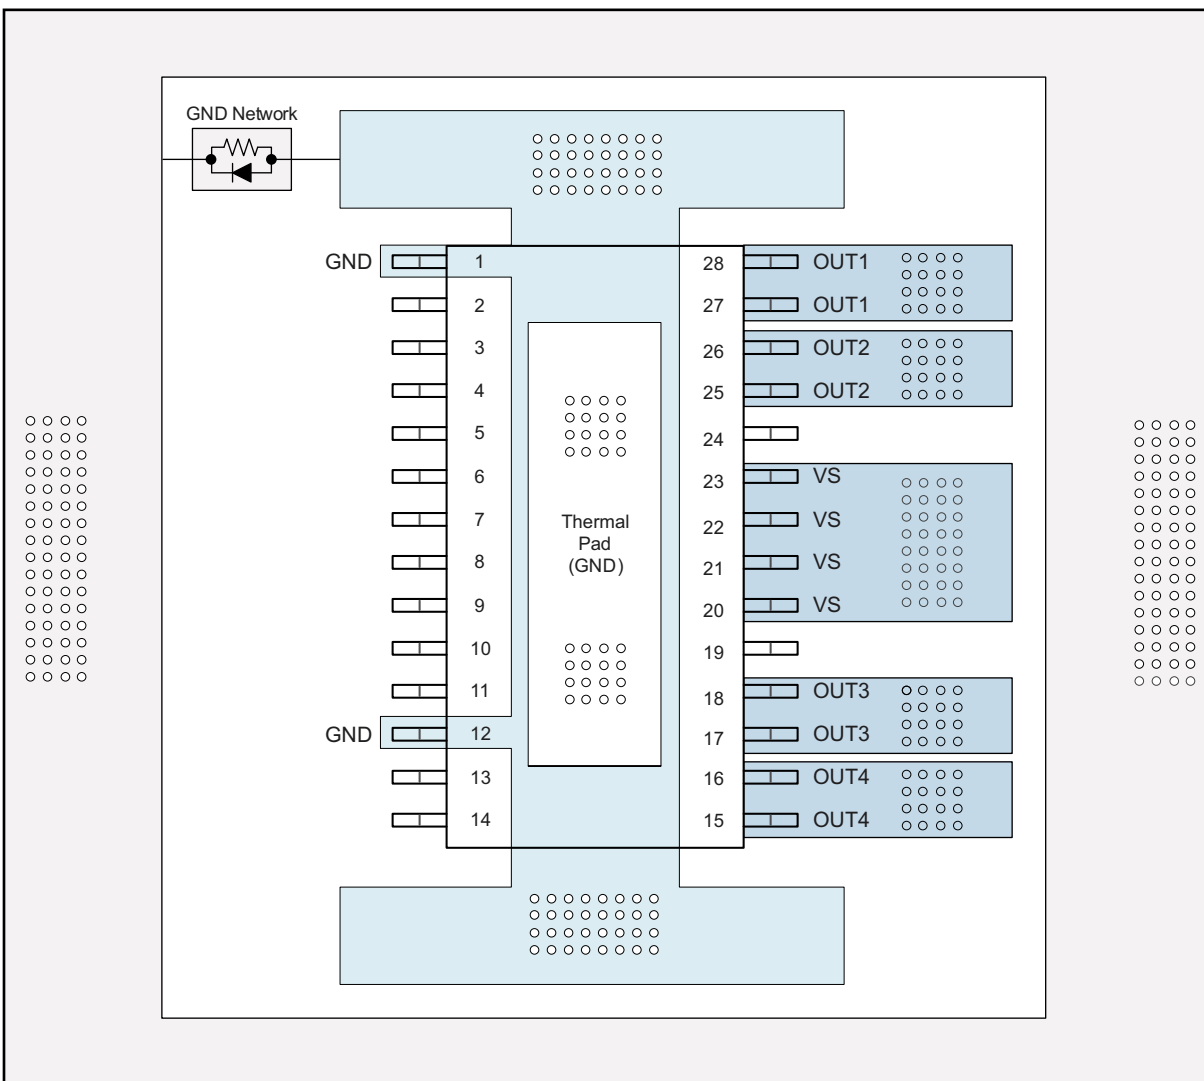 GND Network
GND 1 28 OUT1
2 27 OUT1
3 26 OUT2
4 25 OUT2
5 24
6 23 VS
7 22 VS
8 21 VS
9 20 VS
10 19
11 18 OUT3
GND 12 17 OUT3
13 16 OUT4
14 15 OUT4
Thermal
Pad
(GND)